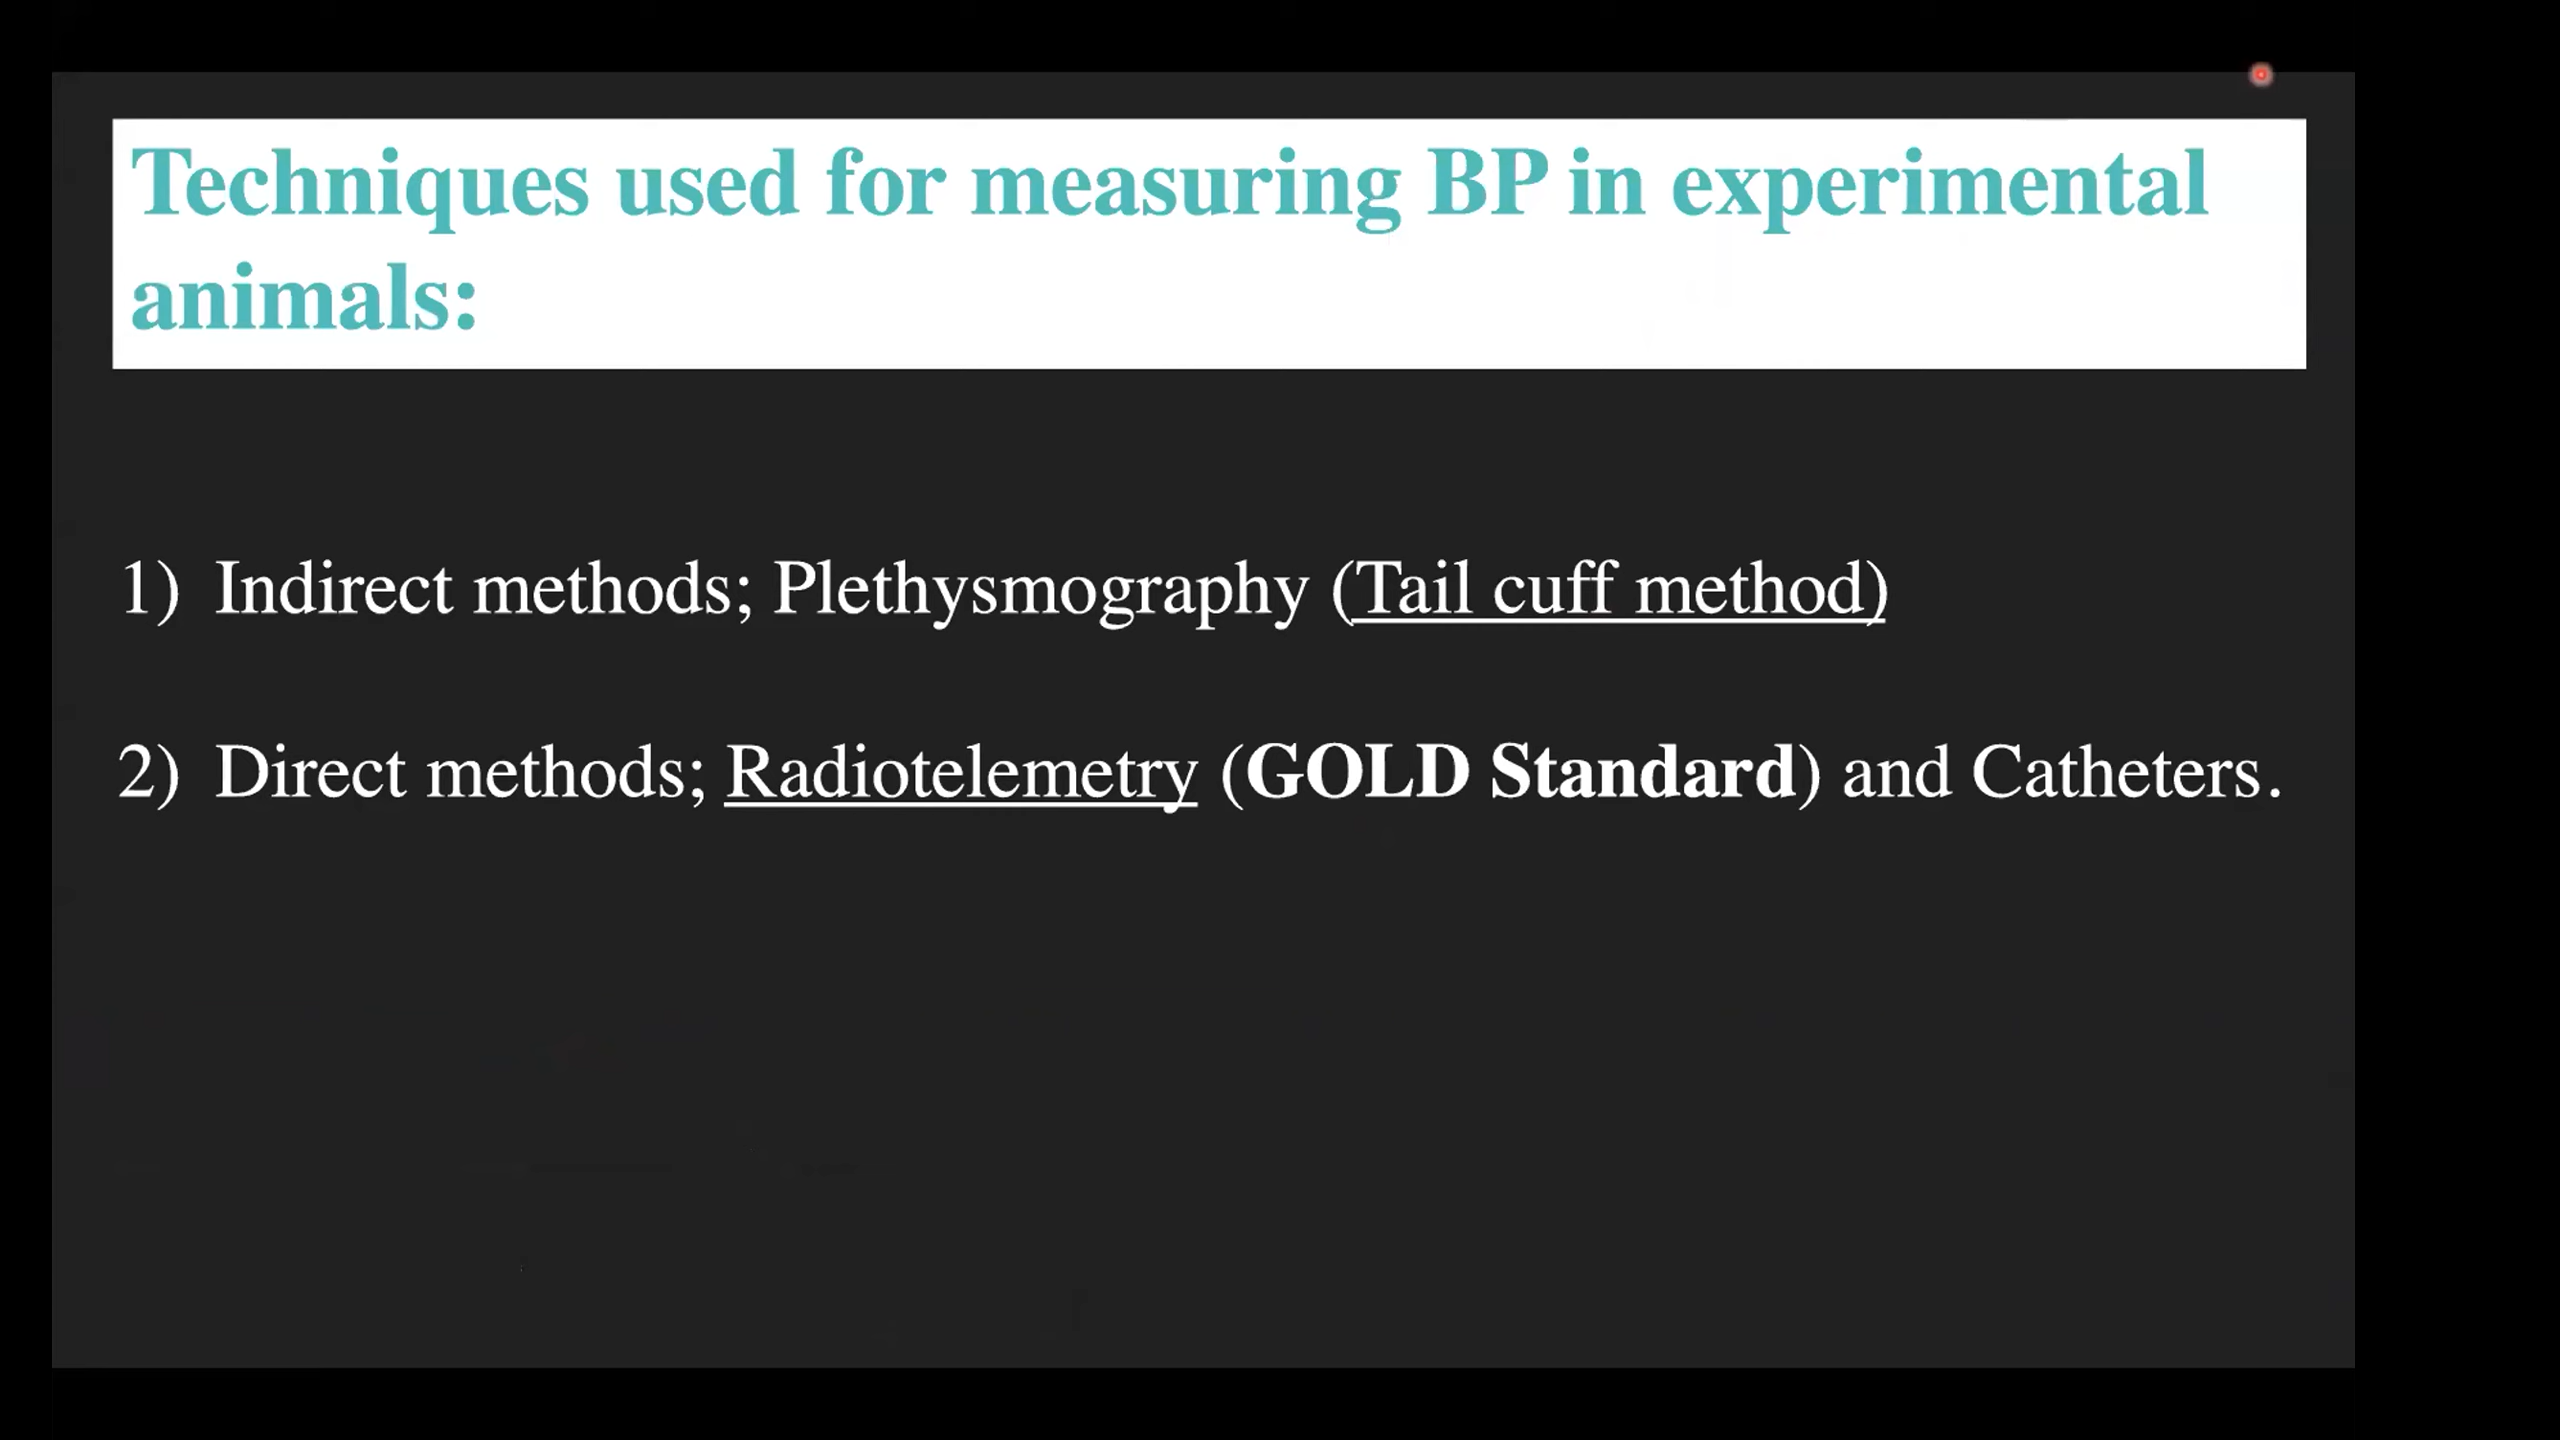 Techniques used for measuring BP in experimental
animals:
1) Indirect methods; Plethysmography (Tail cuff method)
2) Direct methods; Radiotelemetry (GOLD Standard) and Catheters.